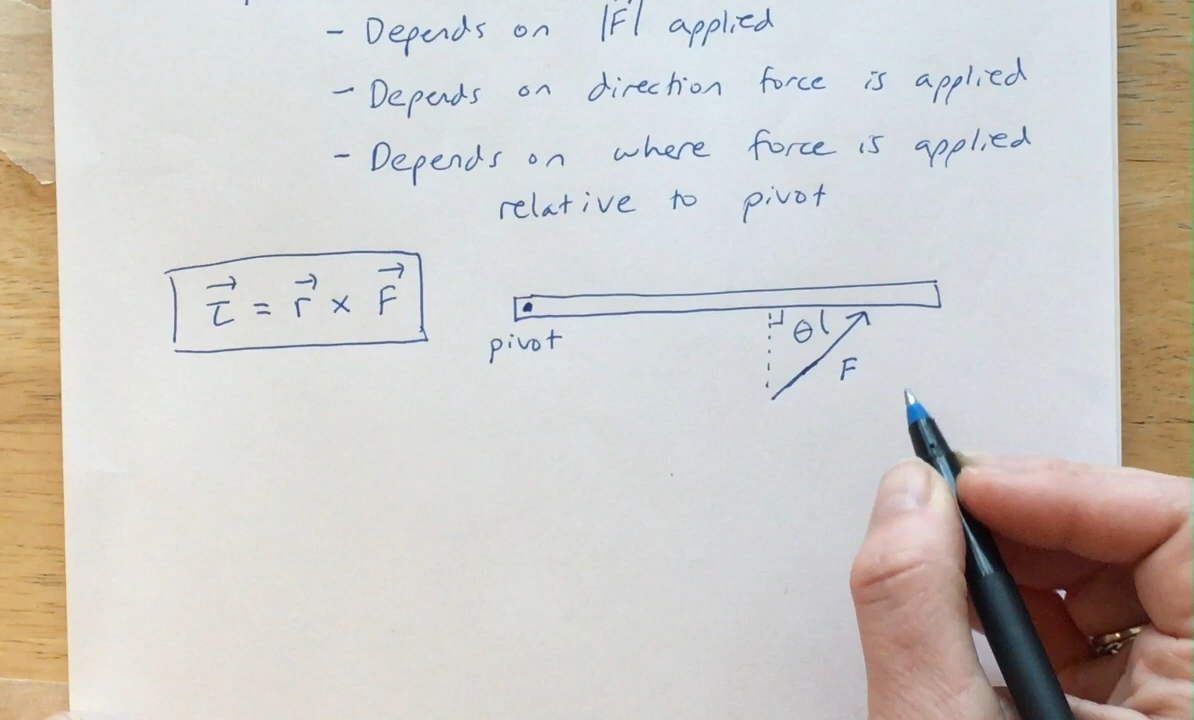 - Depends on |F⃗| applied
- Depends on direction force is applied
- Depends on where force is applied
relative to pivot
τ⃗ = r⃗ × F⃗
pivot
θ
F